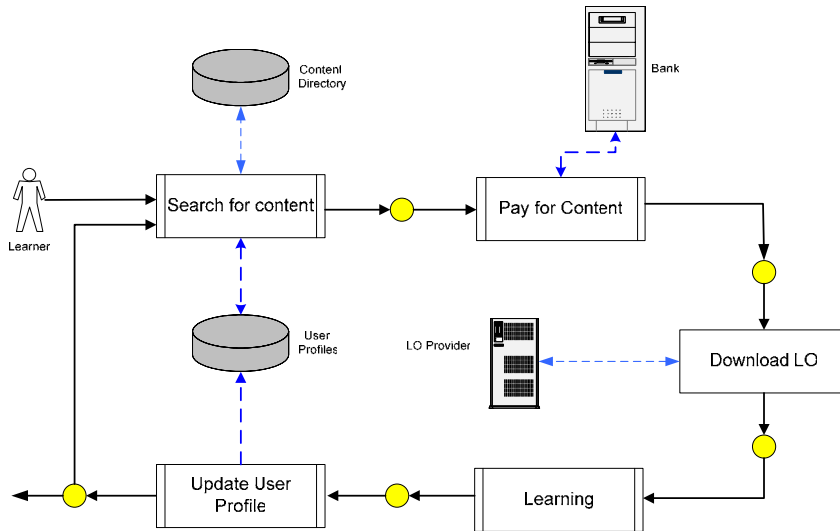 Content
Directory
Bank
Search for content
Pay for Content
Learner
User
Profiles
LO Provider
Download LO
Update User
Profile
Learning